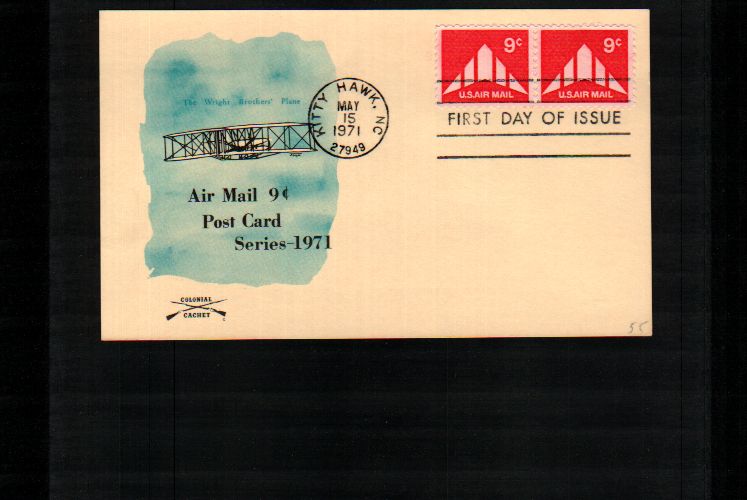 9¢ 9¢
U.S. AIR MAIL U.S. AIR MAIL
FIRST DAY OF ISSUE
KITTY HAWK, NC
MAY
15
1971
27949
The Wright Brothers' Plane
Air Mail 9¢
Post Card
Series-1971
COLONIAL
CACHET
55